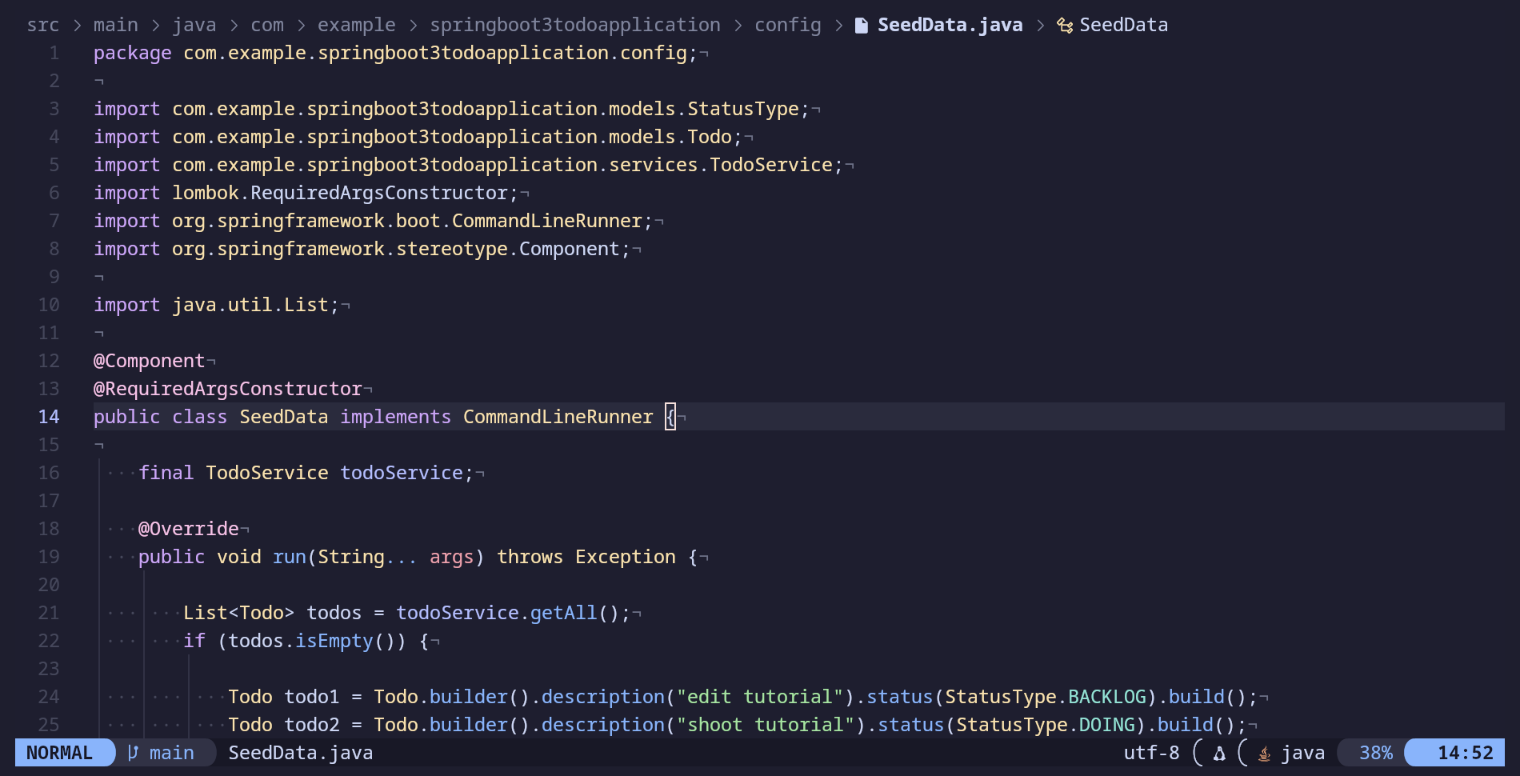 src > main > java > com > example > springboot3todoapplication > config > SeedData.java > SeedData
1 package com.example.springboot3todoapplication.config;¬
2 ¬
3 import com.example.springboot3todoapplication.models.StatusType;¬
4 import com.example.springboot3todoapplication.models.Todo;¬
5 import com.example.springboot3todoapplication.services.TodoService;¬
6 import lombok.RequiredArgsConstructor;¬
7 import org.springframework.boot.CommandLineRunner;¬
8 import org.springframework.stereotype.Component;¬
9 ¬
10 import java.util.List;¬
11 ¬
12 @Component¬
13 @RequiredArgsConstructor¬
14 public class SeedData implements CommandLineRunner {¬
15 ¬
16 final TodoService todoService;¬
17
18 @Override¬
19 public void run(String... args) throws Exception {¬
20
21 List<Todo> todos = todoService.getAll();¬
22 if (todos.isEmpty()) {¬
23
24 Todo todo1 = Todo.builder().description("edit tutorial").status(StatusType.BACKLOG).build();¬
25 Todo todo2 = Todo.builder().description("shoot tutorial").status(StatusType.DOING).build();¬
NORMAL main SeedData.java utf-8 java 38% 14:52